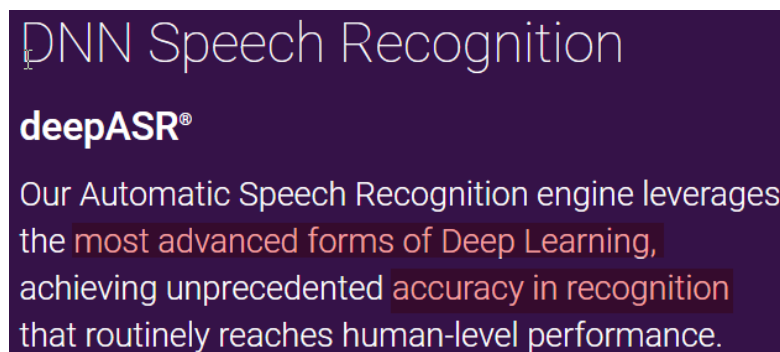 DNN Speech Recognition
deepASR®
Our Automatic Speech Recognition engine leverages
the most advanced forms of Deep Learning,
achieving unprecedented accuracy in recognition
that routinely reaches human-level performance.